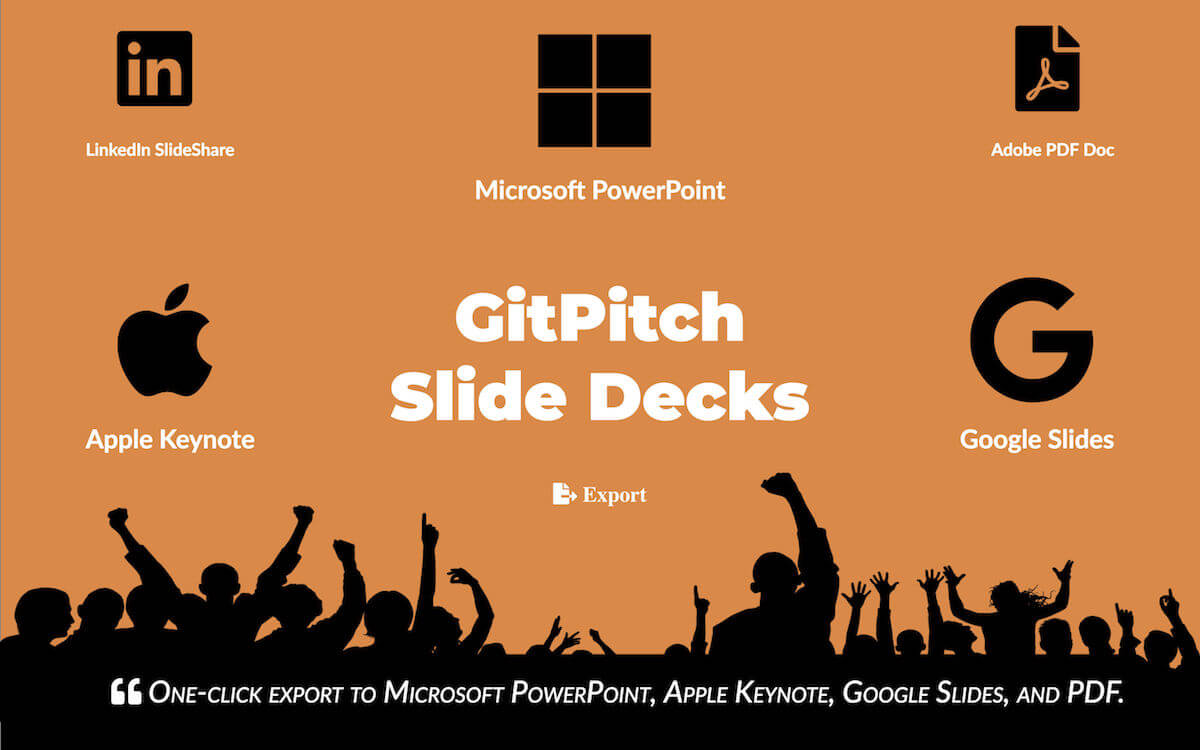 in
LinkedIn SlideShare
Microsoft PowerPoint
Adobe PDF Doc
GitPitch
Slide Decks
Apple Keynote
G
Google Slides
Export
❝ One-click export to Microsoft PowerPoint, Apple Keynote, Google Slides, and PDF.